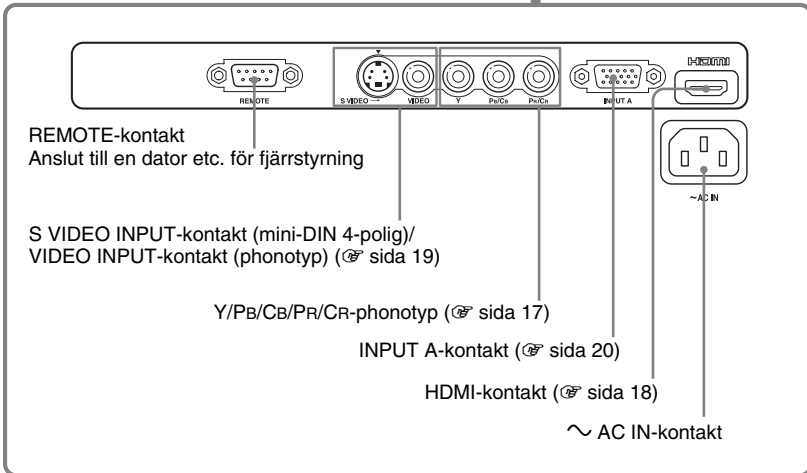 HDMI
REMOTE
S VIDEO→
VIDEO
Y
PB/CB
PR/CR
INPUT A
~AC IN
REMOTE-kontakt
Anslut till en dator etc. för fjärrstyrning
S VIDEO INPUT-kontakt (mini-DIN 4-polig)/
VIDEO INPUT-kontakt (phonotyp) (☞ sida 19)
Y/PB/CB/PR/CR-phonotyp (☞ sida 17)
INPUT A-kontakt (☞ sida 20)
HDMI-kontakt (☞ sida 18)
~ AC IN-kontakt